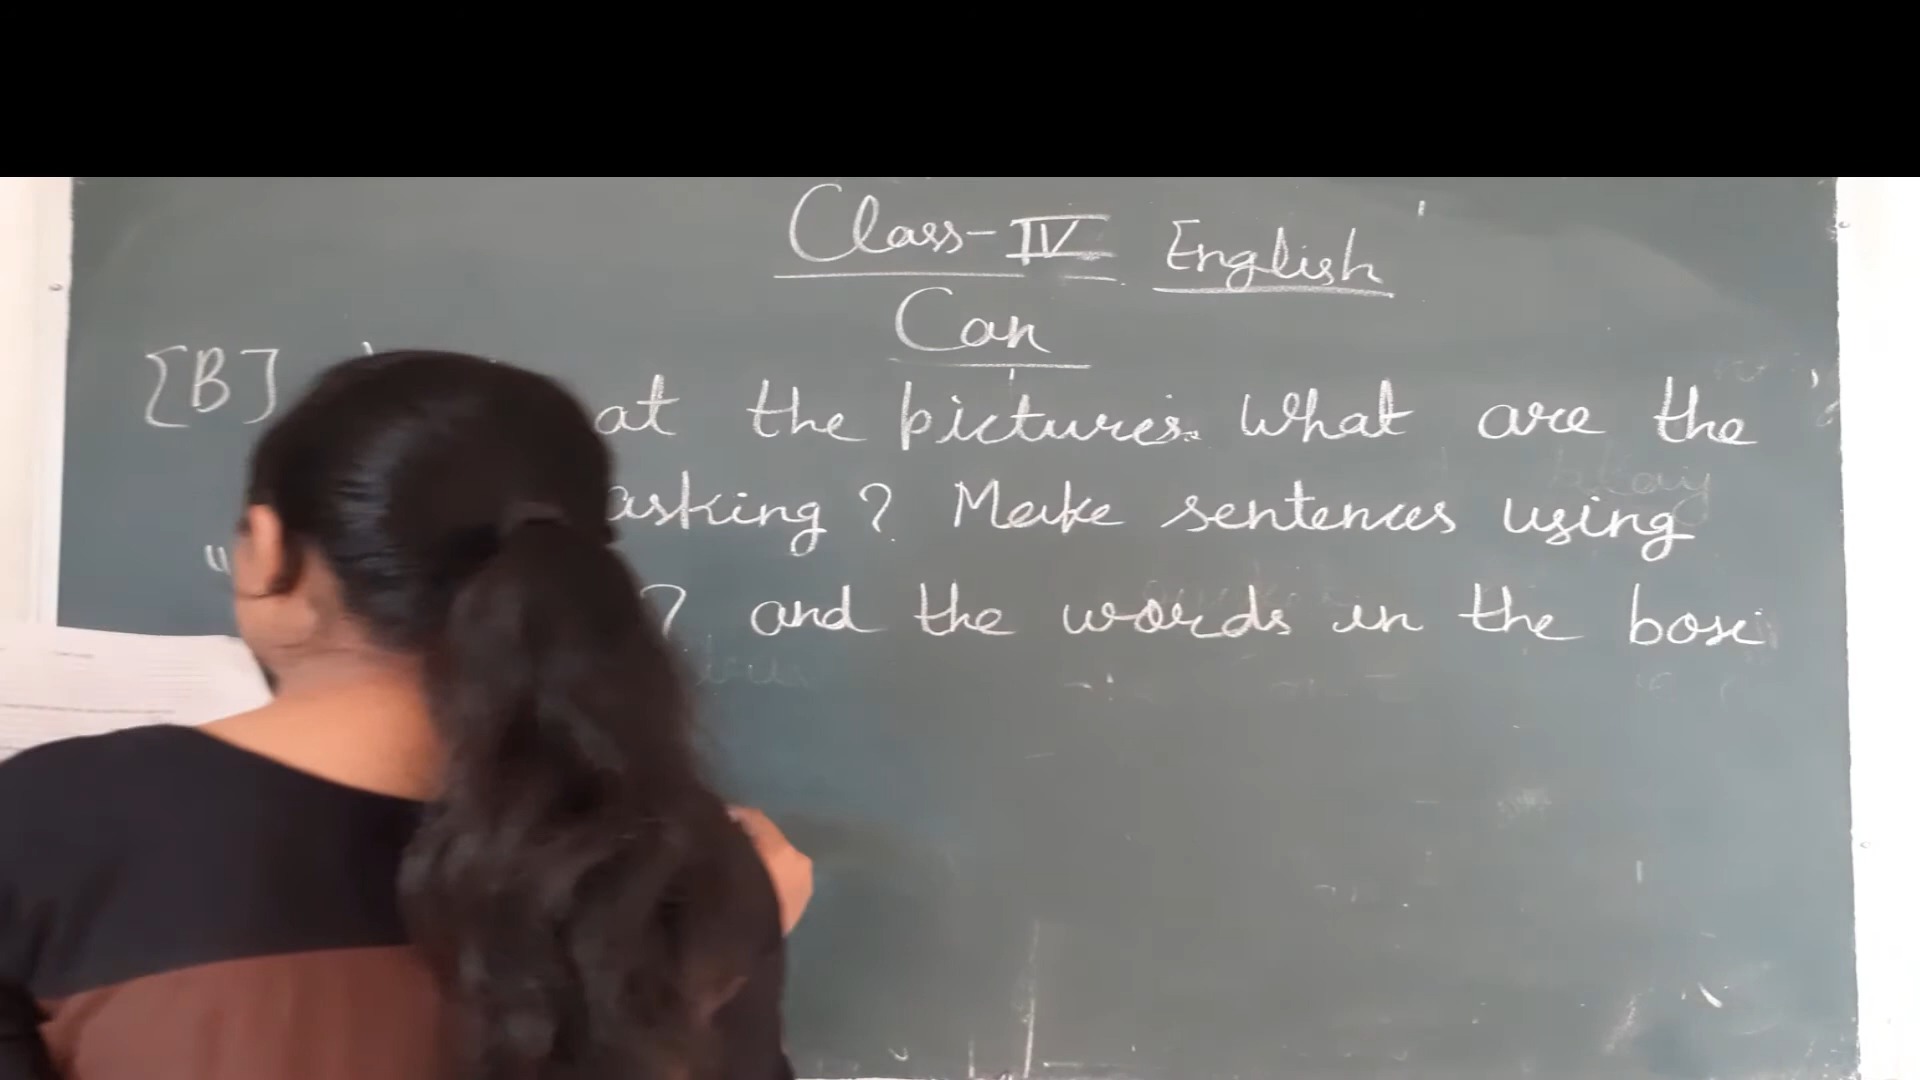 Class-IV English
Can
[B] at the pictures. What are the
asking? Make sentences using
"? and the words in the box